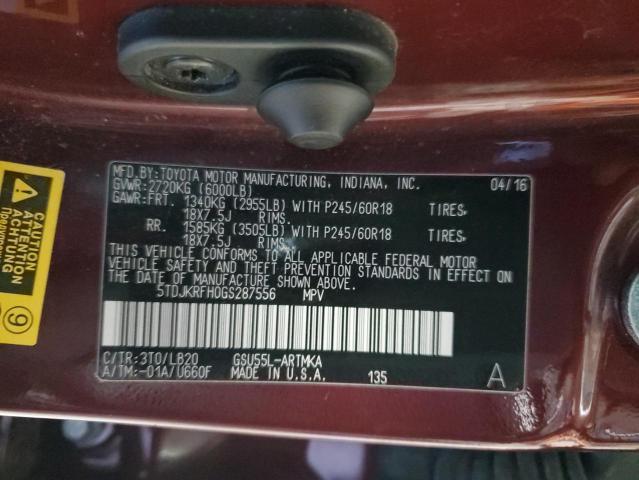 MFD.BY:TOYOTA MOTOR MANUFACTURING, INDIANA, INC. 04/16
GVWR:2720KG (6000LB)
GAWR:FRT. 1340KG (2955LB) WITH P245/60R18 TIRES,
18X7.5J RIMS.
RR. 1585KG (3505LB) WITH P245/60R18 TIRES,
18X7.5J RIMS.
THIS VEHICLE CONFORMS TO ALL APPLICABLE FEDERAL MOTOR
VEHICLE SAFETY AND THEFT PREVENTION STANDARDS IN EFFECT ON
THE DATE OF MANUFACTURE SHOWN ABOVE.
5TDJKRFH0GS287556 MPV
C/TR:3T0/LB20 GSU55L-ARTMKA
A/TM:-01A/U660F MADE IN U.S.A. 135 A
CAUTION
ATTENTION
ACHTUNG
9